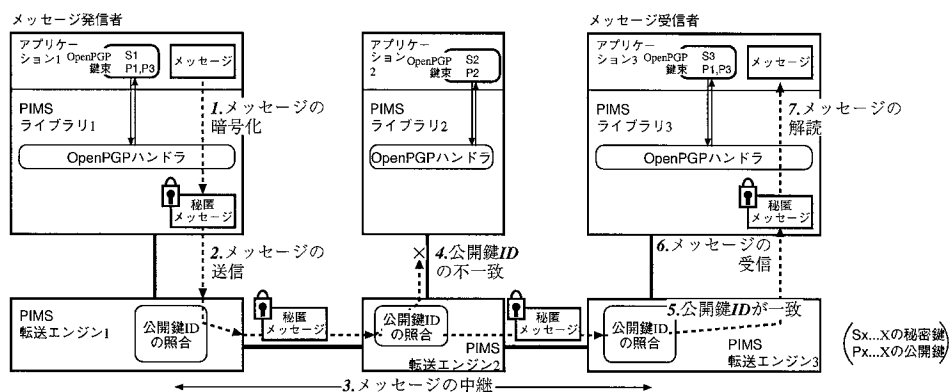 メッセージ発信者
アプリケー
ション1
OpenPGP
鍵束
S1
P1,P3
メッセージ
PIMS
ライブラリ1
1.メッセージの
暗号化
OpenPGPハンドラ
秘匿
メッセージ
2.メッセージの
送信
PIMS
転送エンジン1
公開鍵ID
の照合
秘匿
メッセージ
アプリケー
ション
2
OpenPGP
鍵束
S2
P2
PIMS
ライブラリ2
OpenPGPハンドラ
×
4.公開鍵ID
の不一致
公開鍵ID
の照合
PIMS
転送エンジン2
秘匿
メッセージ
メッセージ受信者
アプリケー
ション3
OpenPGP
鍵束
S3
P1,P3
メッセージ
PIMS
ライブラリ3
7.メッセージの
解読
OpenPGPハンドラ
秘匿
メッセージ
6.メッセージの
受信
5.公開鍵IDが一致
公開鍵ID
の照合
PIMS
転送エンジン3
3.メッセージの中継
Sx...Xの秘密鍵
Px...Xの公開鍵